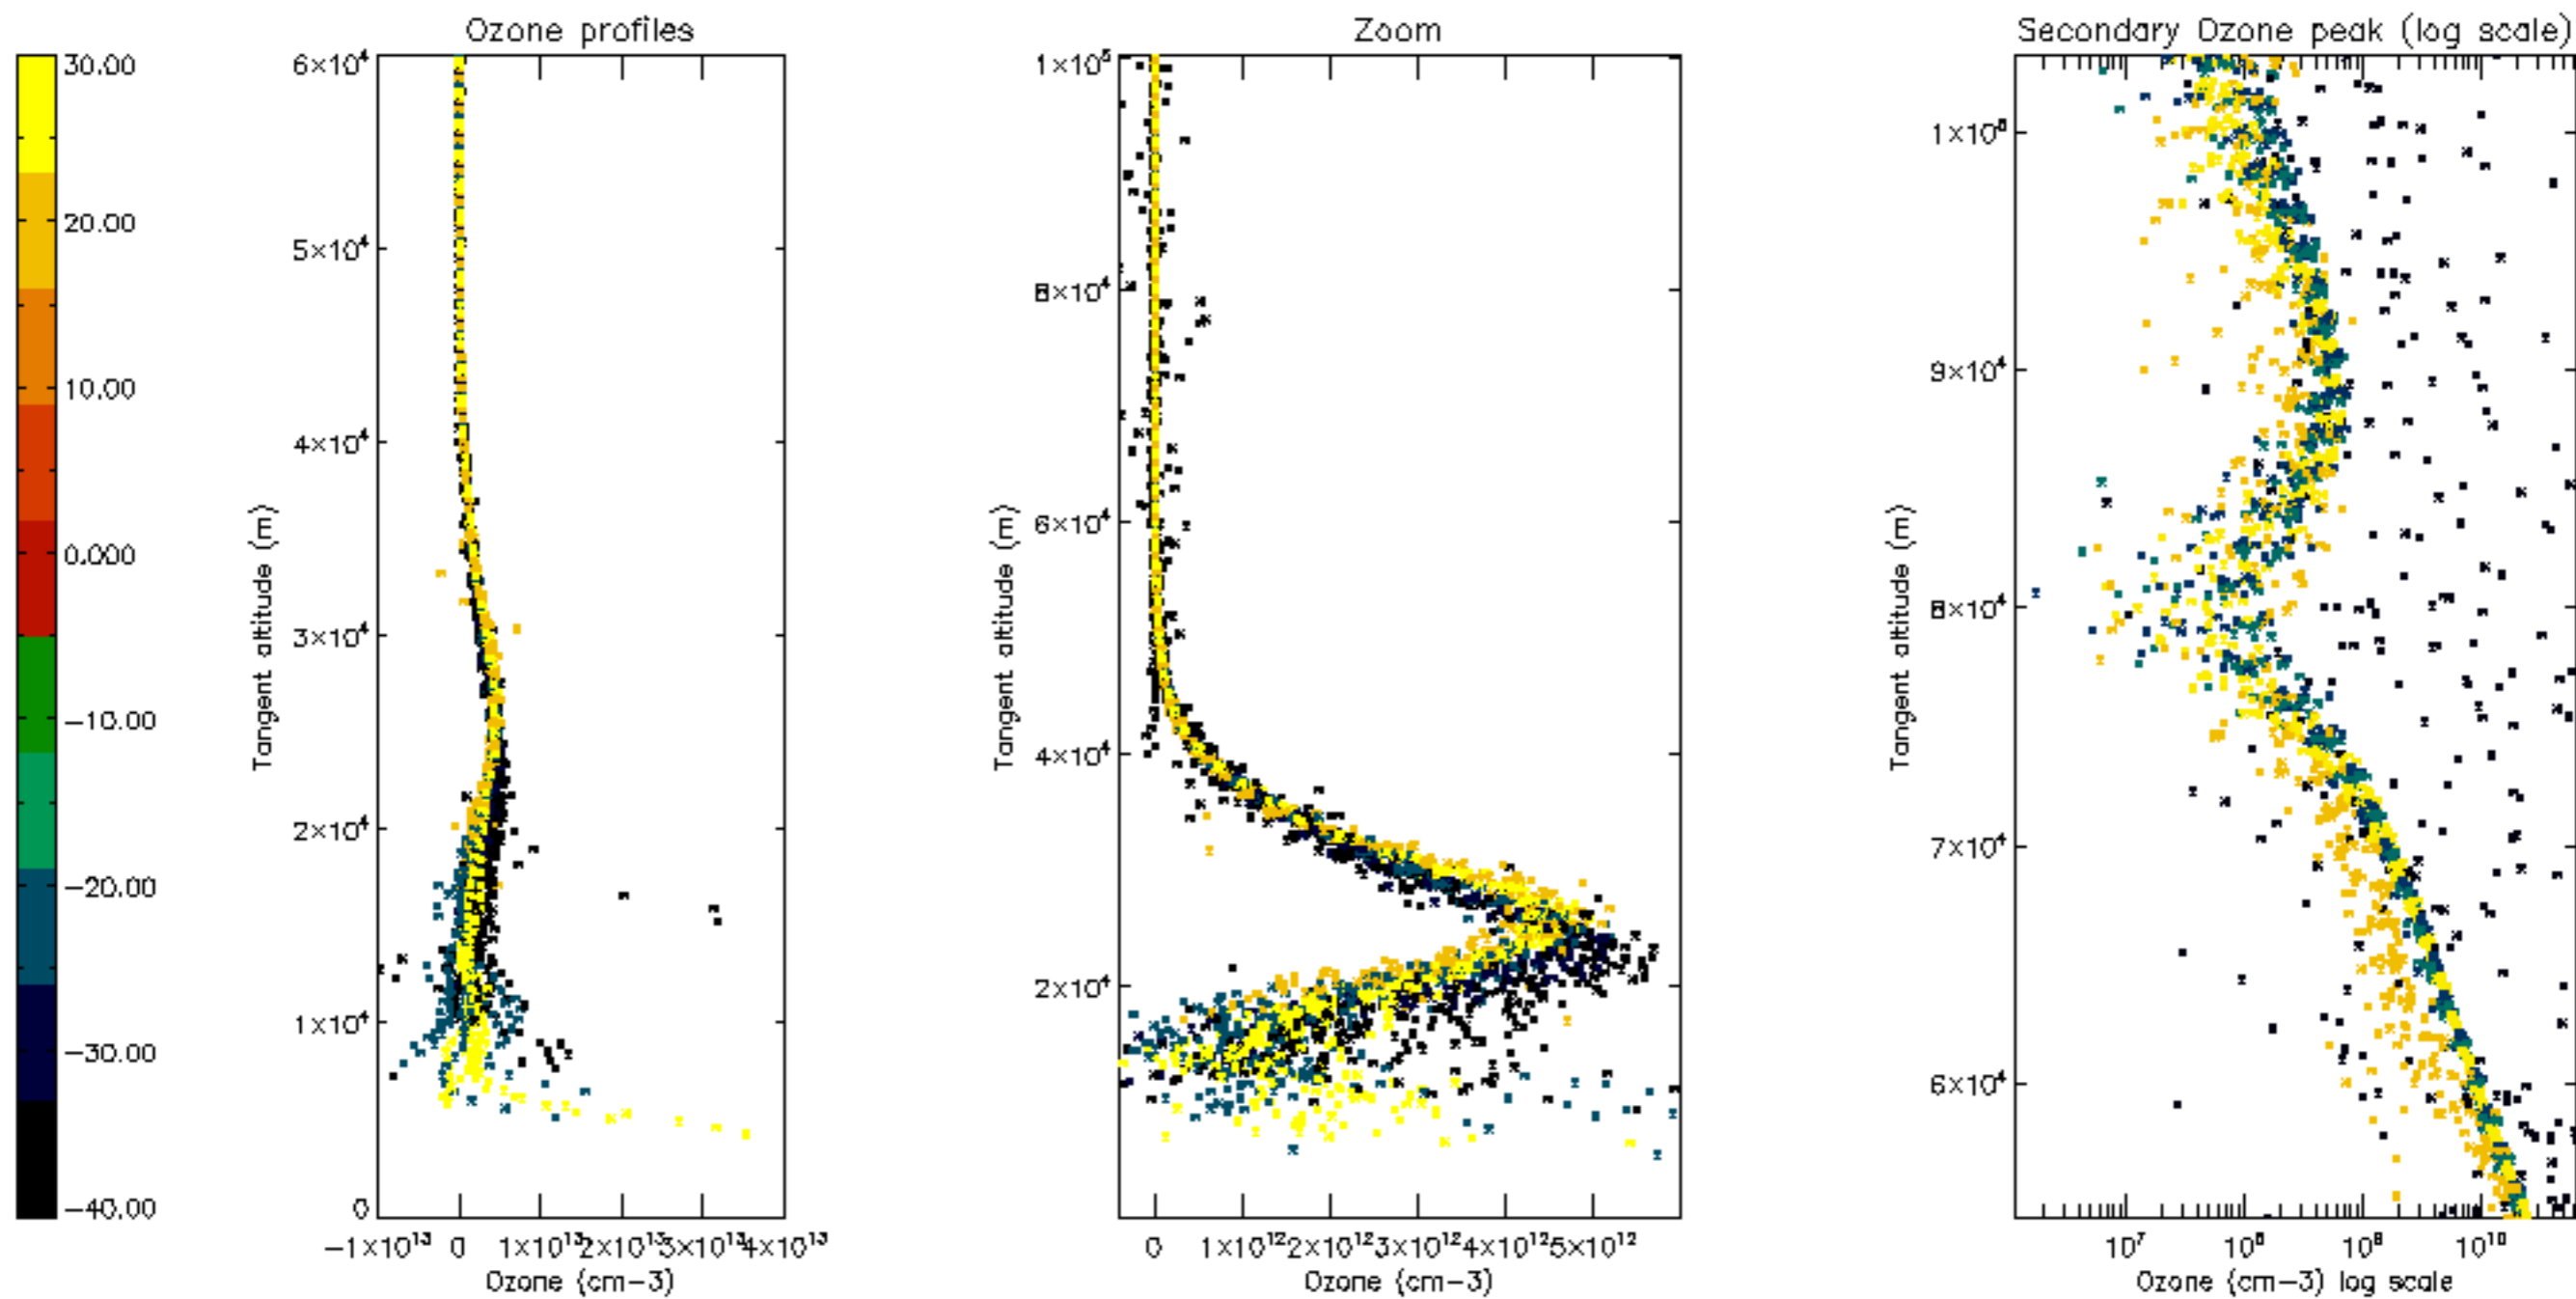 Ozone profiles
Zoom
Secondary Ozone peak (log scale)
30.00
20.00
10.00
0.000
−10.00
−20.00
−30.00
−40.00
6×10⁴
5×10⁴
4×10⁴
3×10⁴
2×10⁴
1×10⁴
0
Tangent altitude (m)
−1×10¹³ 0 1×10¹³ 2×10¹³ 3×10¹³ 4×10¹³
Ozone (cm−3)
1×10⁵
8×10⁴
6×10⁴
4×10⁴
2×10⁴
Tangent altitude (m)
0 1×10¹² 2×10¹² 3×10¹² 4×10¹² 5×10¹²
Ozone (cm−3)
1×10⁵
9×10⁴
8×10⁴
7×10⁴
6×10⁴
Tangent altitude (m)
10⁷ 10⁸ 10⁹ 10¹⁰
Ozone (cm−3) log scale